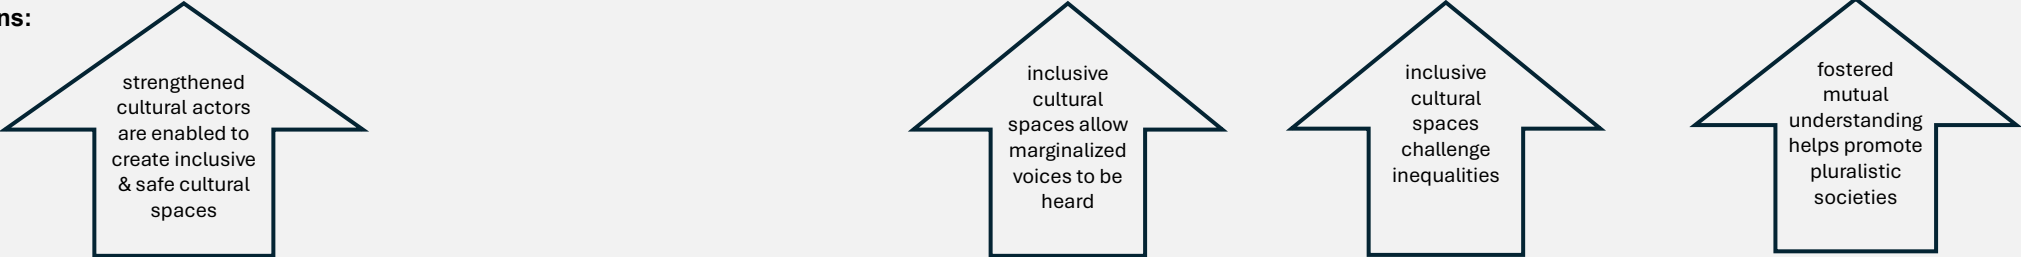 ns:
strengthened
cultural actors
are enabled to
create inclusive
& safe cultural
spaces
inclusive
cultural
spaces allow
marginalized
voices to be
heard
inclusive
cultural
spaces
challenge
inequalities
fostered
mutual
understanding
helps promote
pluralistic
societies